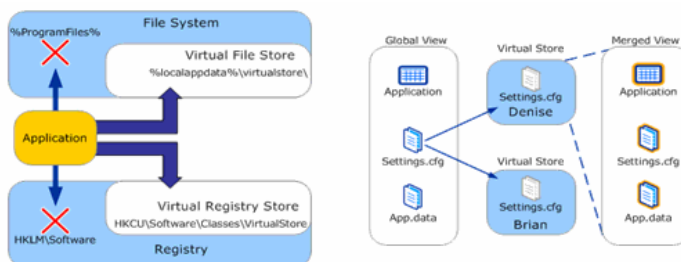 File System
%ProgramFiles%
Virtual File Store
%localappdata%\virtualstore\
Application
Virtual Registry Store
HKCU\Software\Classes\VirtualStore
HKLM\Software
Registry
Global View
Application
Settings.cfg
App.data
Virtual Store
Settings.cfg
Denise
Virtual Store
Settings.cfg
Brian
Merged View
Application
Settings.cfg
App.data